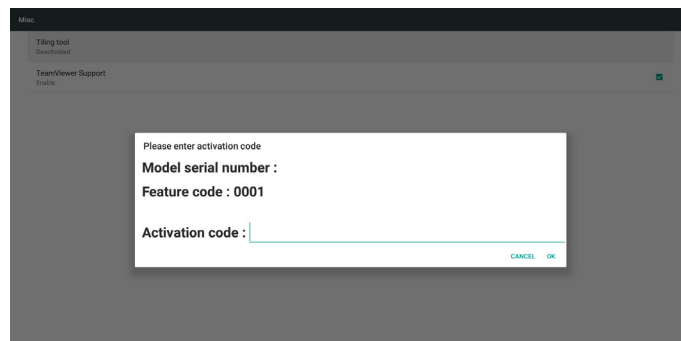 Misc.
Tiling tool
Deactivated
TeamViewer Support
Enable
Please enter activation code
Model serial number :
Feature code : 0001
Activation code :
CANCEL OK